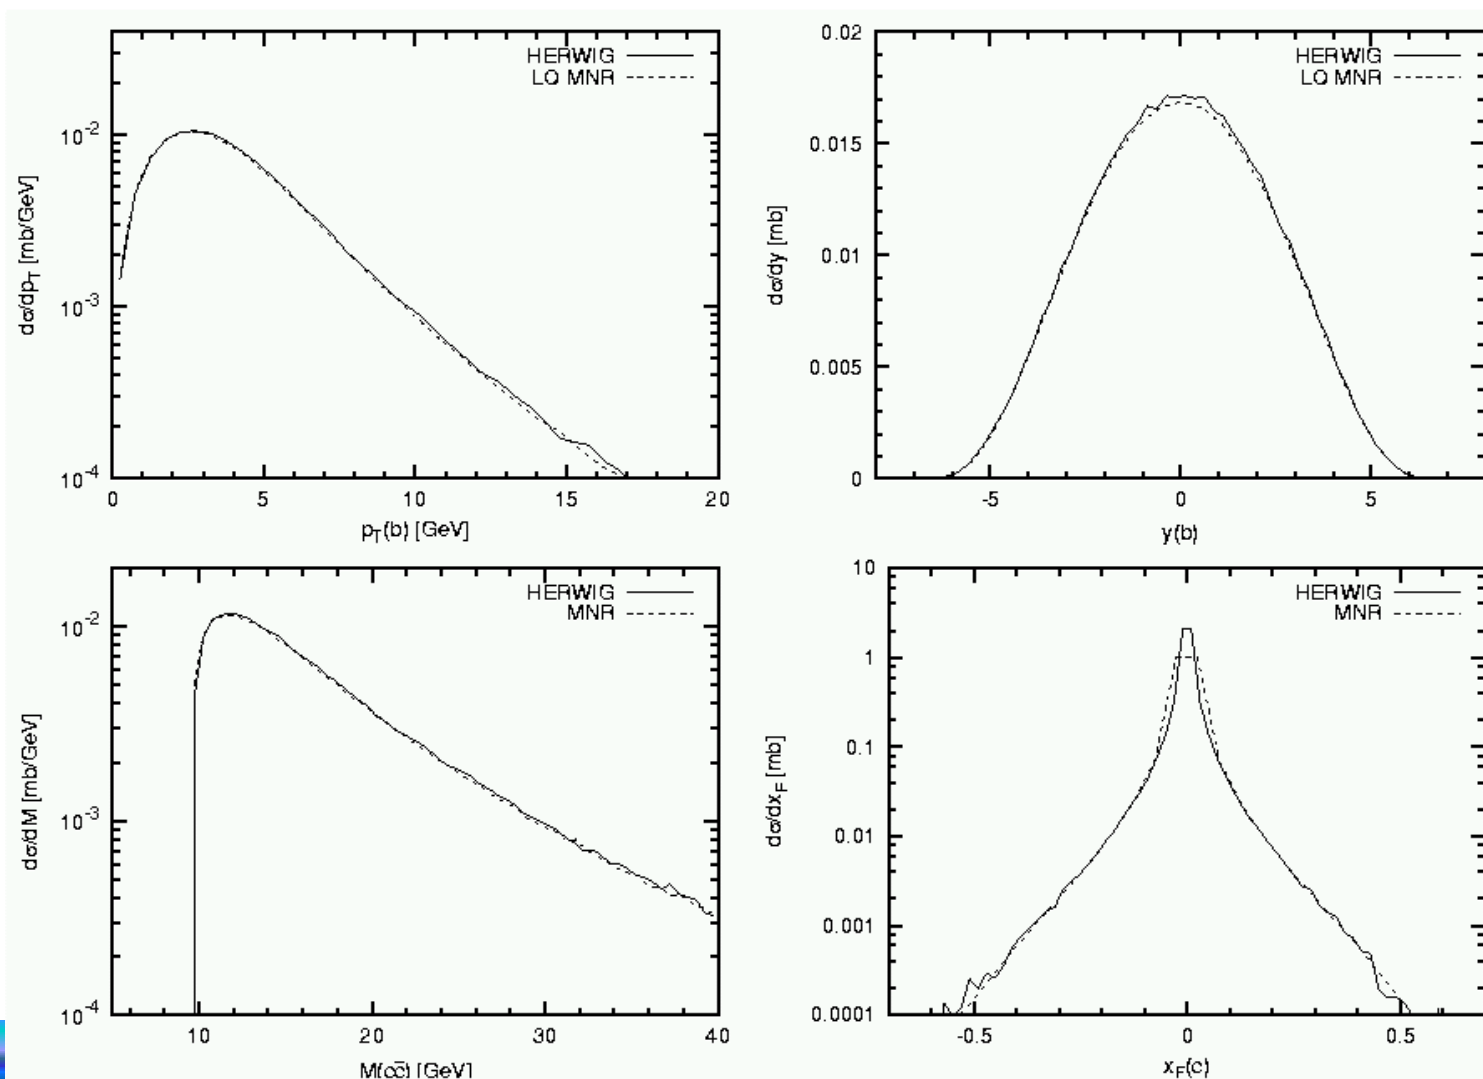 HERWIG
LO MNR
10^-2
10^-3
10^-4
dσ/dp_T [mb/GeV]
0 5 10 15 20
p_T(b) [GeV]
HERWIG
LO MNR
0.02
0.015
0.01
0.005
0
dσ/dy [mb]
-5 0 5
y(b)
HERWIG
MNR
10^-2
10^-3
10^-4
dσ/dM [mb/GeV]
10 20 30 40
M(cc̄) [GeV]
HERWIG
MNR
10
1
0.1
0.01
0.001
0.0001
dσ/dx_F [mb]
-0.5 0 0.5
x_F(c)